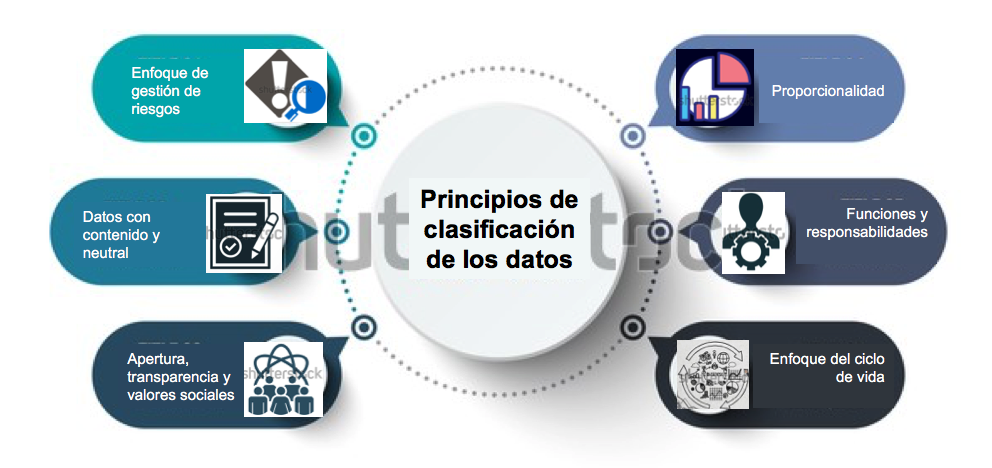 Enfoque de
gestión de
riesgos
Datos con
contenido y
neutral
Apertura,
transparencia y
valores sociales
Principios de
clasificación
de los datos
Proporcionalidad
Funciones y
responsabilidades
Enfoque del ciclo
de vida